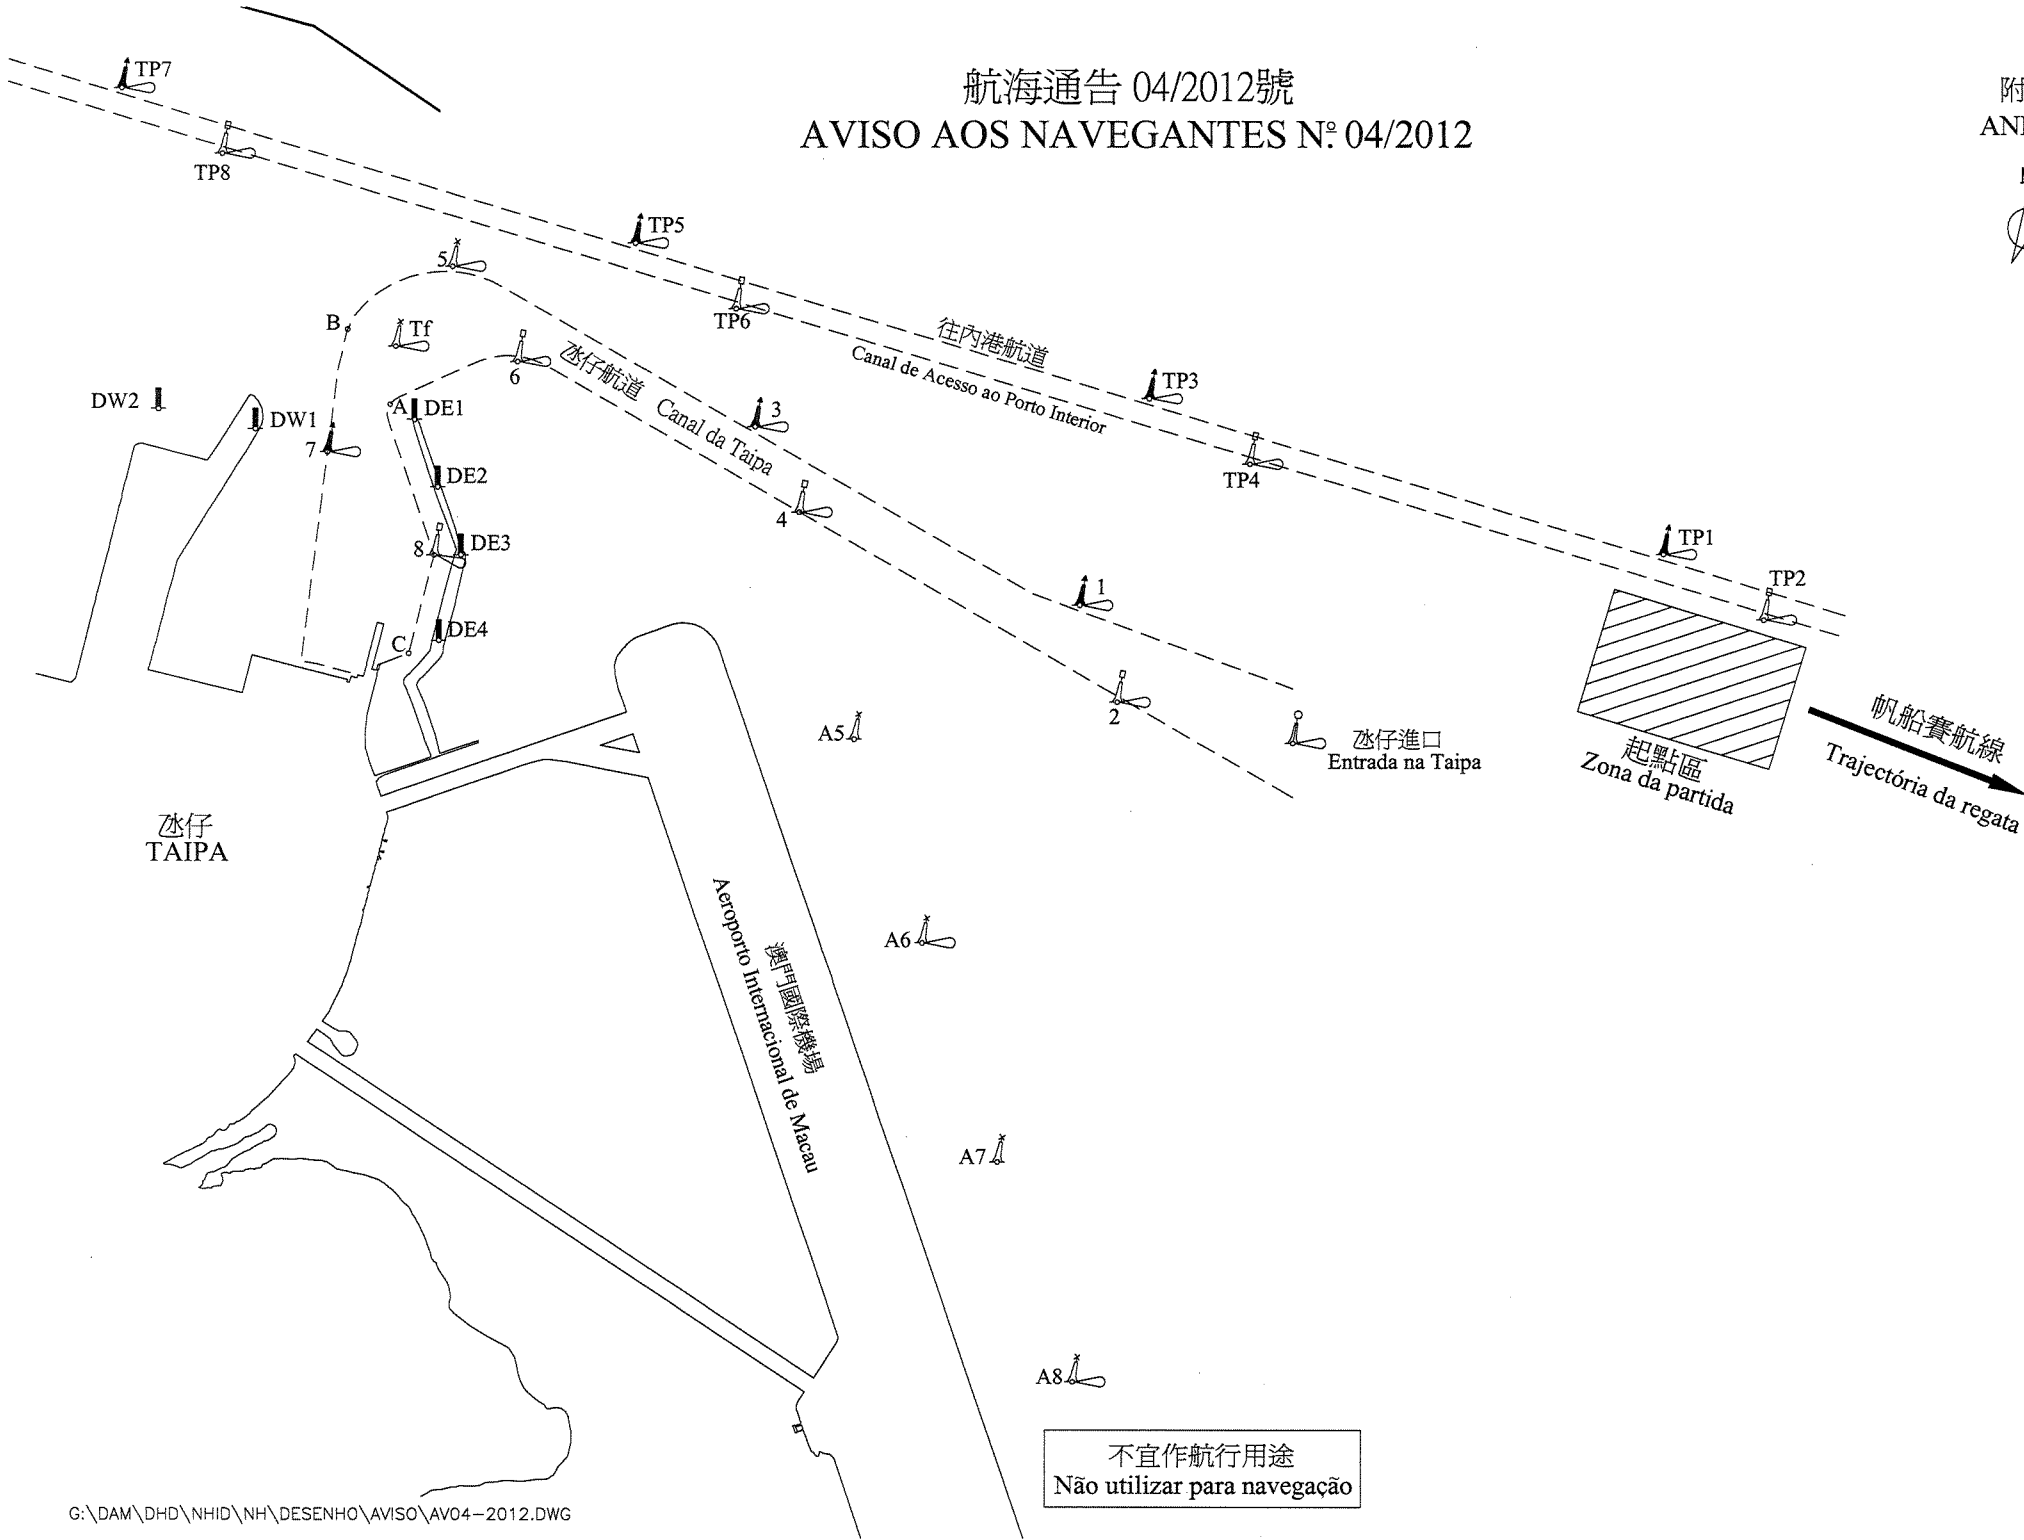 航海通告 04/2012號
AVISO AOS NAVEGANTES Nº 04/2012
附
TP7
TP8
TP5
TP6
5
B
Tf
6
往內港航道
Canal de Acesso ao Porto Interior
氹仔航道
Canal da Taipa
TP3
TP4
3
4
DW2
DW1
7
A
DE1
DE2
8
DE3
DE4
C
TP1
TP2
1
2
A5
氹仔進口
Entrada na Taipa
起點區
Zona da partida
帆船賽航線
Trajectória da regata
氹仔
TAIPA
A6
澳門國際機場
Aeroporto Internacional de Macau
A7
A8
不宜作航行用途
Não utilizar para navegação
G:\DAM\DHD\NHID\NH\DESENHO\AVISO\AV04-2012.DWG